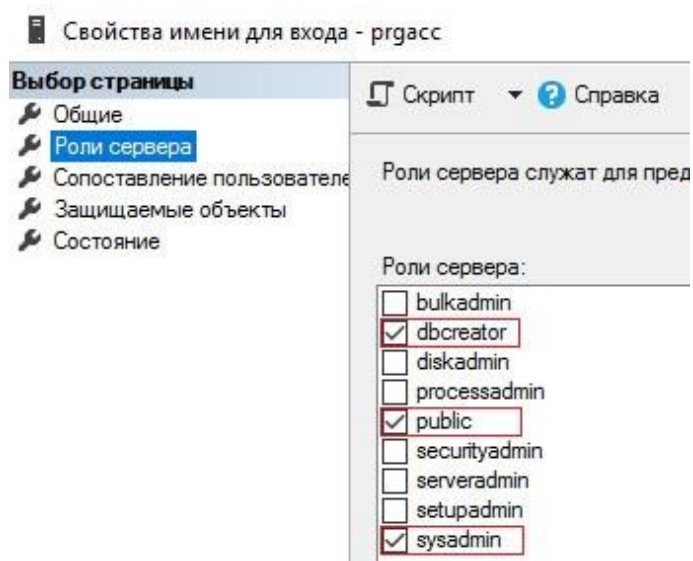 Свойства имени для входа - prgacc
Выбор страницы
Общие
Роли сервера
Сопоставление пользователе
Защищаемые объекты
Состояние
Скрипт
Справка
Роли сервера служат для пред
Роли сервера:
bulkadmin
dbcreator
diskadmin
processadmin
public
securityadmin
serveradmin
setupadmin
sysadmin